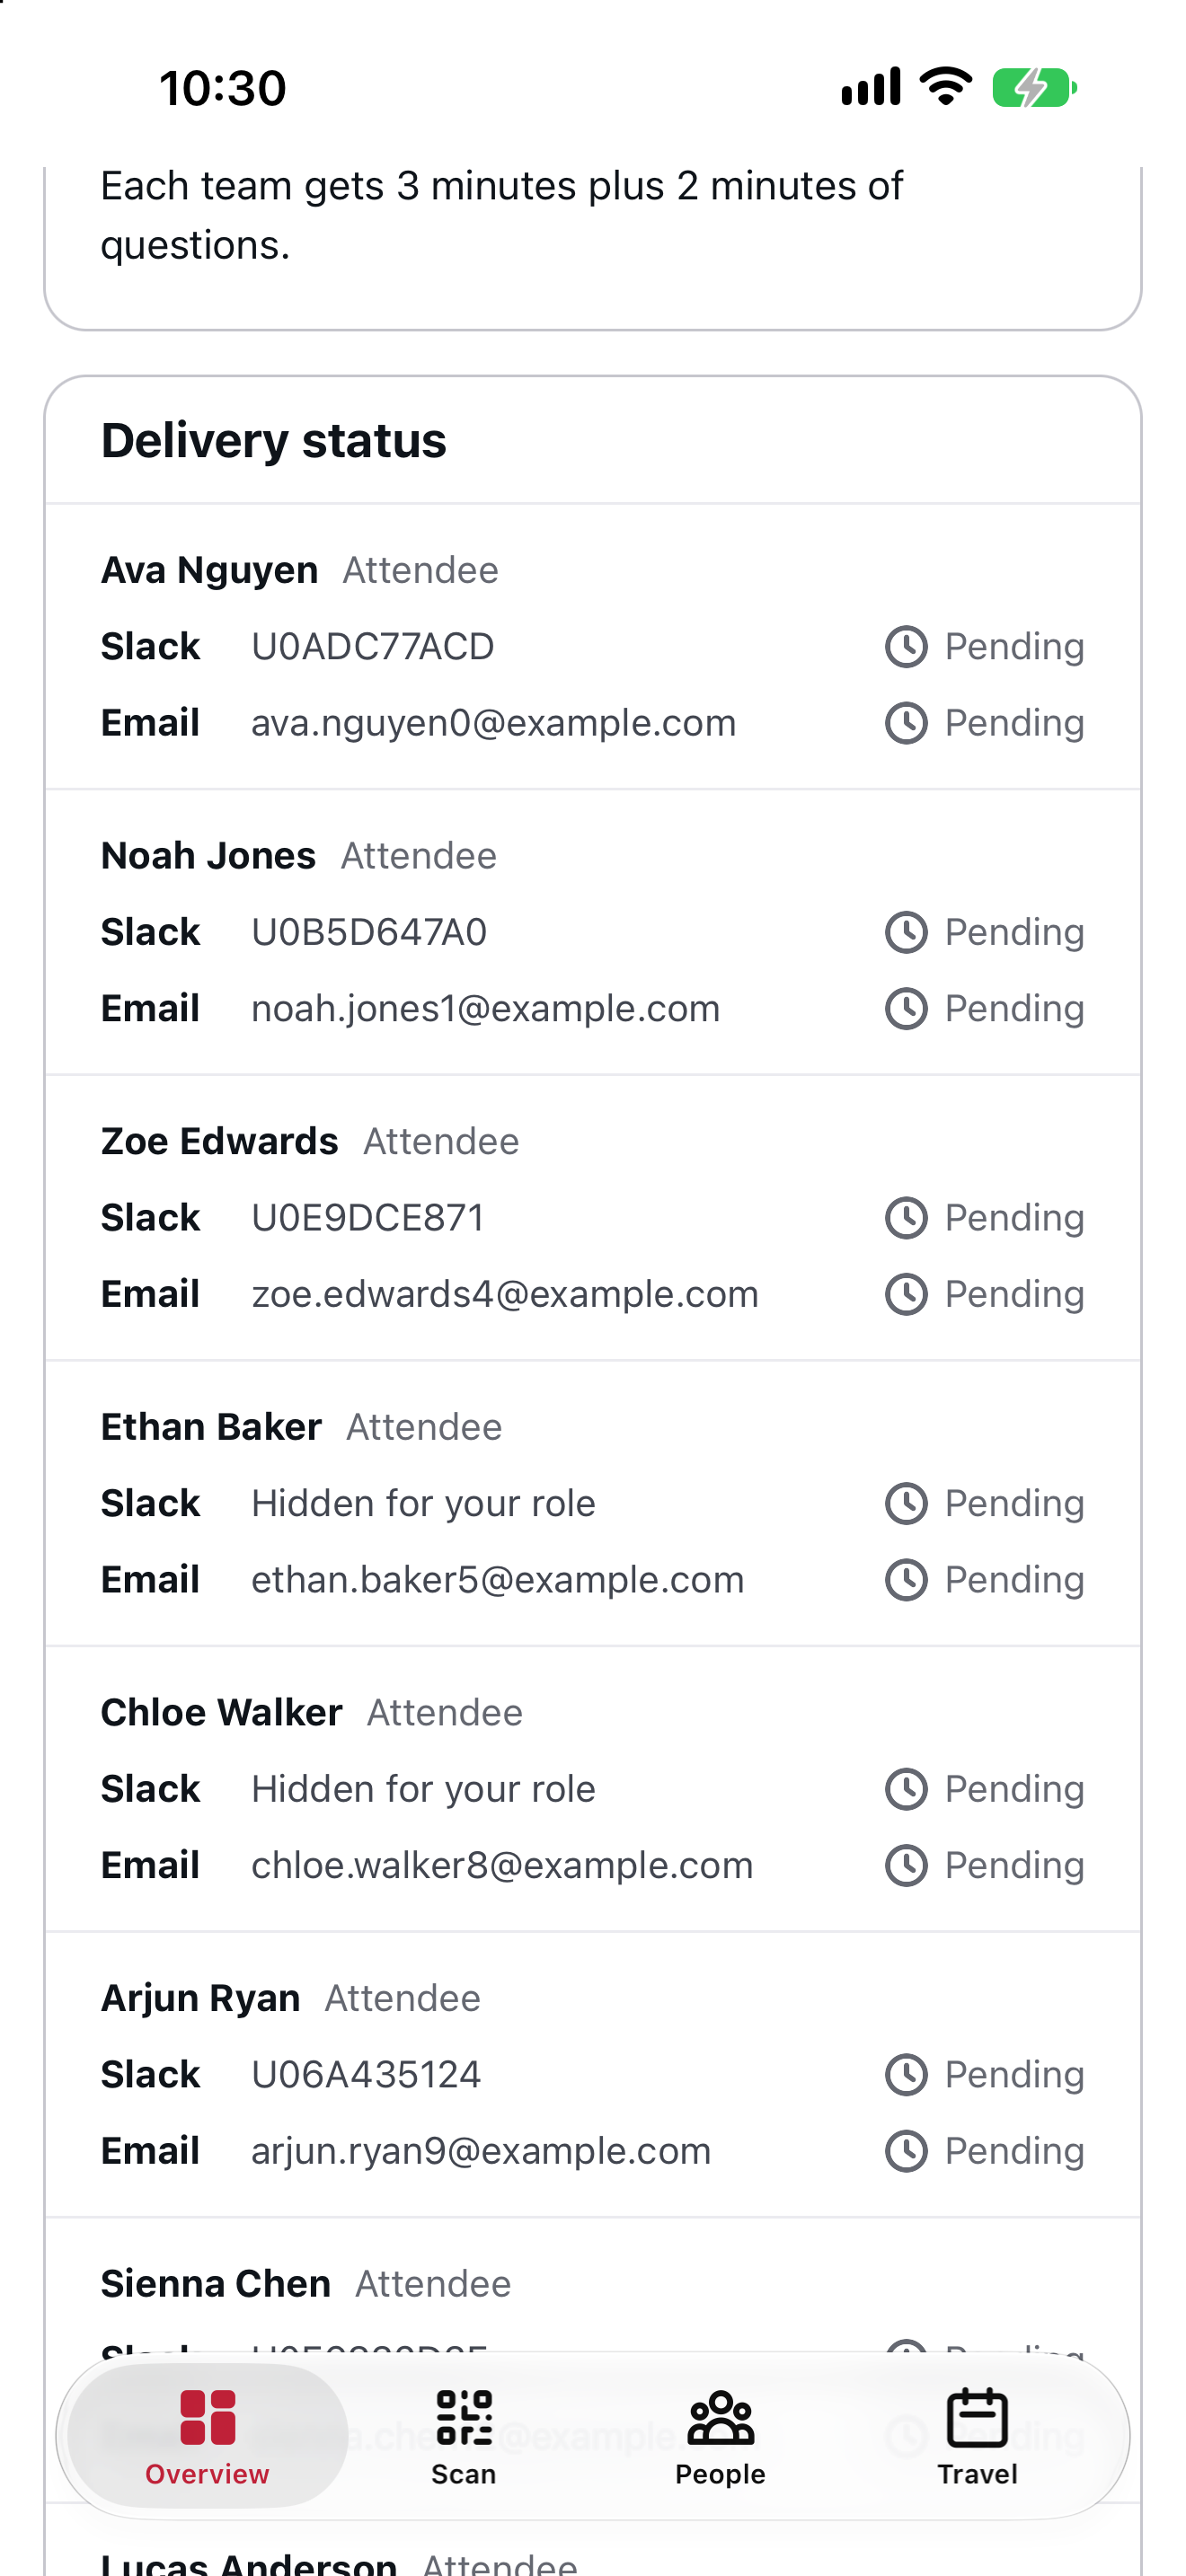 10:30
Each team gets 3 minutes plus 2 minutes of
questions.
Delivery status
Ava Nguyen Attendee
Slack U0ADC77ACD Pending
Email ava.nguyen0@example.com Pending
Noah Jones Attendee
Slack U0B5D647A0 Pending
Email noah.jones1@example.com Pending
Zoe Edwards Attendee
Slack U0E9DCE871 Pending
Email zoe.edwards4@example.com Pending
Ethan Baker Attendee
Slack Hidden for your role Pending
Email ethan.baker5@example.com Pending
Chloe Walker Attendee
Slack Hidden for your role Pending
Email chloe.walker8@example.com Pending
Arjun Ryan Attendee
Slack U06A435124 Pending
Email arjun.ryan9@example.com Pending
Sienna Chen Attendee
Slack Pending
Pending
Overview Scan People Travel
Lucas Anderson Attendee